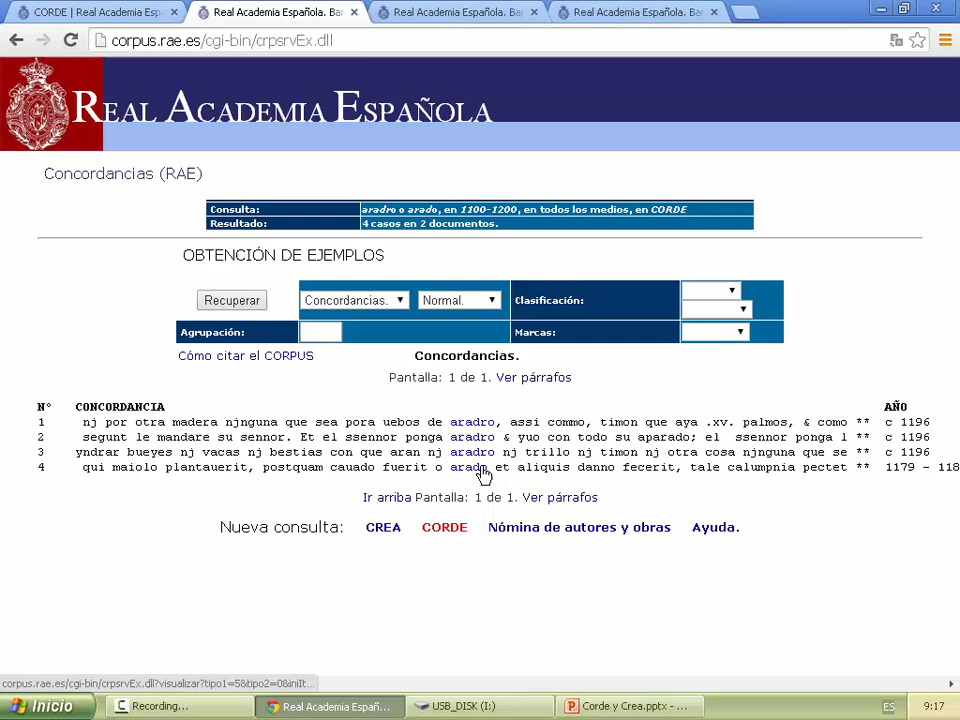 CORDE | Real Academia Esp
Real Academia Española. Ba
Real Academia Española. Ba
Real Academia Española. Ba
corpus.rae.es/cgi-bin/crpsrvEx.dll
REAL ACADEMIA ESPAÑOLA
Concordancias (RAE)
Consulta: aradro o arado, en 1100-1200, en todos los medios, en CORDE
Resultado: 4 casos en 2 documentos.
OBTENCIÓN DE EJEMPLOS
Recuperar Concordancias. Normal. Clasificación:
Agrupación: Marcas:
Cómo citar el CORPUS Concordancias.
Pantalla: 1 de 1. Ver párrafos
Nº CONCORDANCIA AÑO
1 nj por otra madera njnguna que sea pora uebos de aradro, assi commo, timon que aya .xv. palmos, & como ** c 1196
2 segunt le mandare su sennor. Et el ssennor ponga aradro & yuo con todo su aparado; el ssennor ponga l ** c 1196
3 yndrar bueyes nj vacas nj bestias con que aran nj aradro nj trillo nj timon nj otra cosa njnguna que se ** c 1196
4 qui maiolo plantauerit, postquam cauado fuerit o arado et aliquis danno fecerit, tale calumpnia pectet ** 1179 - 118
Ir arriba Pantalla: 1 de 1. Ver párrafos
Nueva consulta: CREA CORDE Nómina de autores y obras Ayuda.
corpus.rae.es/cgi-bin/crpsrvEx.dll?visualizar?tipo1=5&tipo2=0&iniIt...
Inicio Recording... Real Academia Españ... USB_DISK (I:) Corde y Crea.pptx - ... ES 9:17